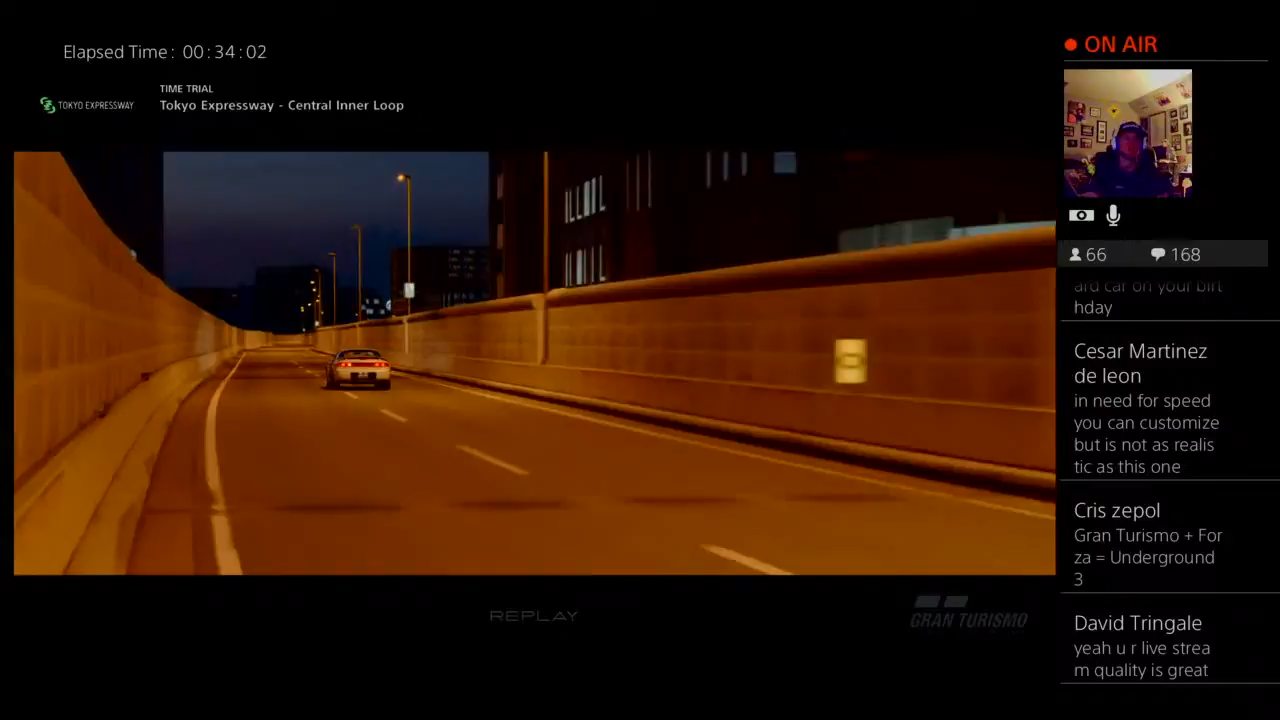 Elapsed Time: 00:34:02
TIME TRIAL
TOKYO EXPRESSWAY
Tokyo Expressway - Central Inner Loop
REPLAY
GRAN TURISMO
ON AIR
66 168
ard car on your birt
hday
Cesar Martinez
de leon
in need for speed
you can customize
but is not as realis
tic as this one
Cris zepol
Gran Turismo + For
za = Underground
3
David Tringale
yeah u r live strea
m quality is great